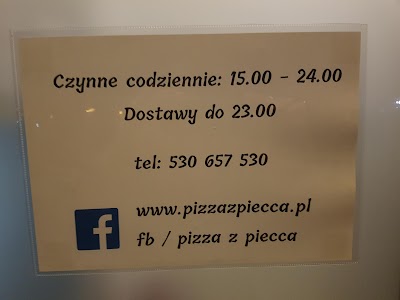 Czynne codziennie: 15.00 - 24.00
Dostawy do 23.00
tel: 530 657 530
www.pizzazpiecca.pl
fb / pizza z piecca